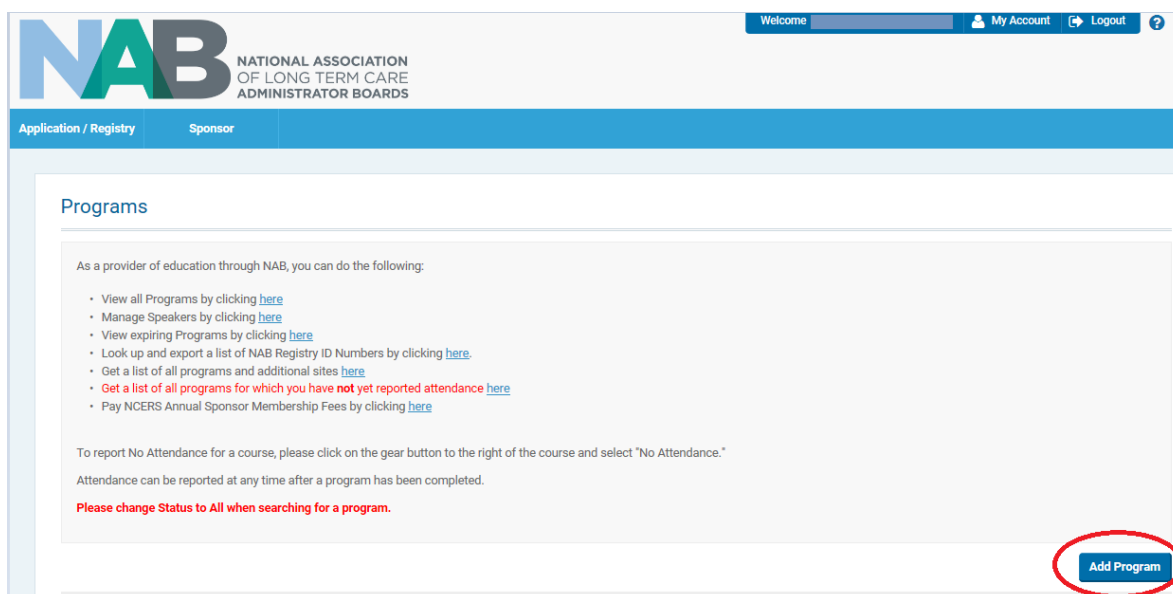 Welcome
My Account
Logout
?
NAB
NATIONAL ASSOCIATION
OF LONG TERM CARE
ADMINISTRATOR BOARDS
Application / Registry
Sponsor
Programs
As a provider of education through NAB, you can do the following:
• View all Programs by clicking here
• Manage Speakers by clicking here
• View expiring Programs by clicking here
• Look up and export a list of NAB Registry ID Numbers by clicking here.
• Get a list of all programs and additional sites here
• Get a list of all programs for which you have not yet reported attendance here
• Pay NCERS Annual Sponsor Membership Fees by clicking here
To report No Attendance for a course, please click on the gear button to the right of the course and select "No Attendance."
Attendance can be reported at any time after a program has been completed.
Please change Status to All when searching for a program.
Add Program